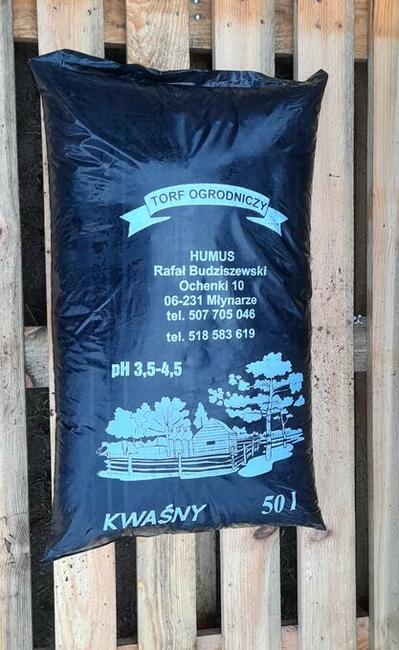 TORF OGRODNICZY
HUMUS
Rafał Budziszewski
Ochenki 10
06-231 Młynarze
tel. 507 705 046
tel. 518 583 619
pH 3,5-4,5
KWAŚNY 50 l